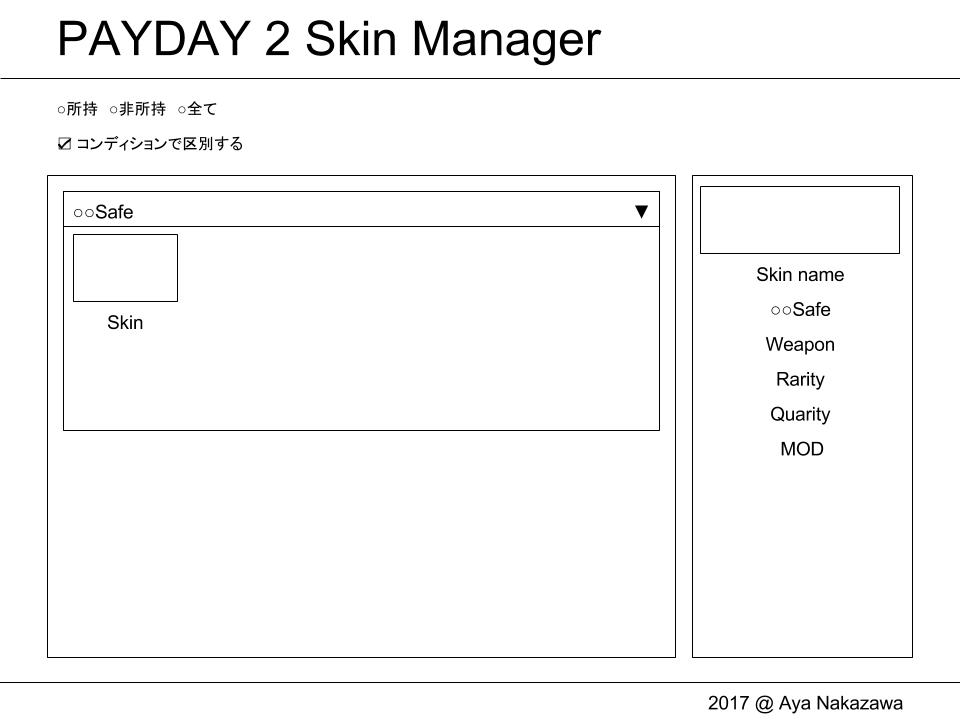 PAYDAY 2 Skin Manager
○所持 ○非所持 ○全て
☑ コンディションで区別する
○○Safe ▼
Skin
Skin name
○○Safe
Weapon
Rarity
Quarity
MOD
2017 @ Aya Nakazawa